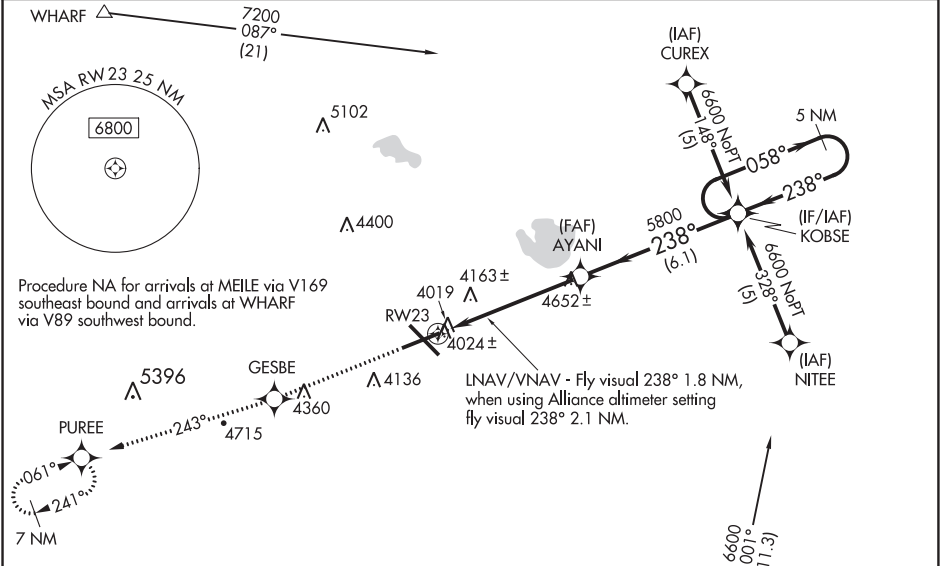 WHARF
7200
087°
(21)
MSA RW23 25 NM
6800
5102
4400
(IAF)
CUREX
6600 NoPT
148°
(5)
5 NM
058°
238°
(IF/IAF)
KOBSE
5800
238°
(6.1)
(FAF)
AYANI
4652±
6600 NoPT
328°
(5)
(IAF)
NITEE
Procedure NA for arrivals at MEILE via V169
southeast bound and arrivals at WHARF
via V89 southwest bound.
4163±
4019
RW23
4024±
4136
LNAV/VNAV - Fly visual 238° 1.8 NM,
when using Alliance altimeter setting
fly visual 238° 2.1 NM.
GESBE
4360
5396
243°
4715
PUREE
061°
241°
7 NM
6600
001°
11.3)